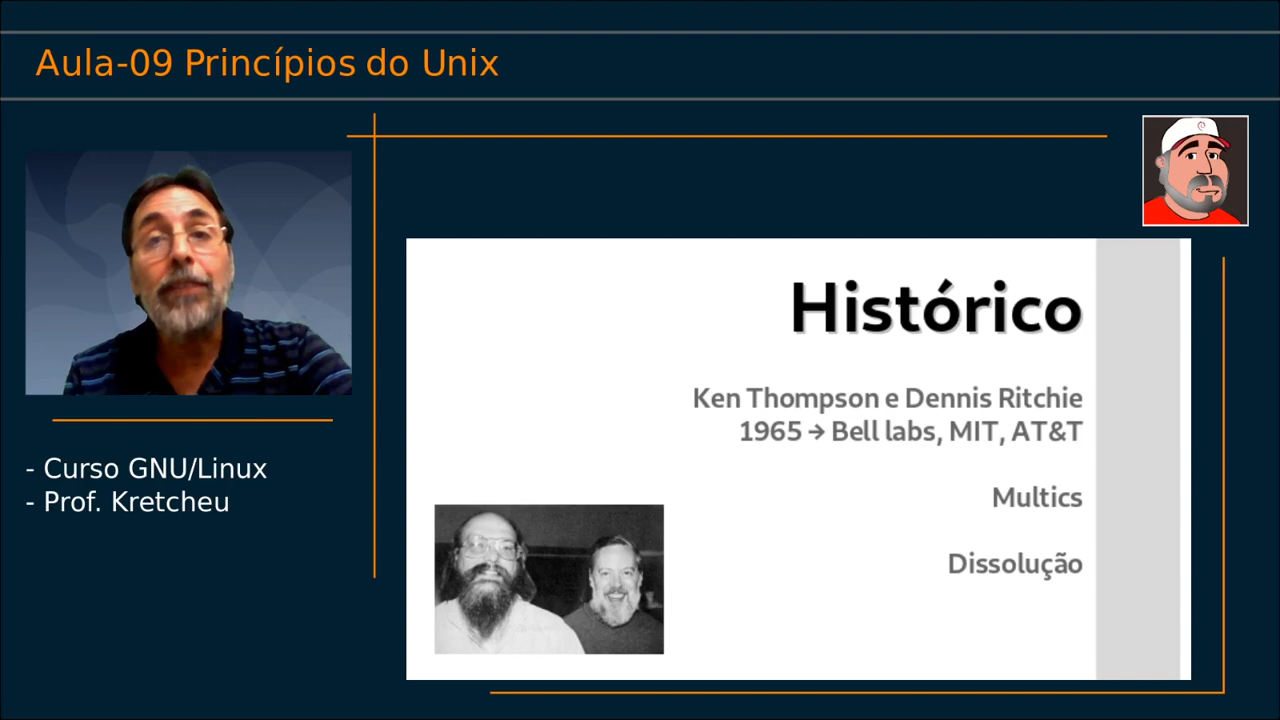 Aula-09 Princípios do Unix
- Curso GNU/Linux
- Prof. Kretcheu
Histórico
Ken Thompson e Dennis Ritchie
1965 → Bell labs, MIT, AT&T
Multics
Dissolução